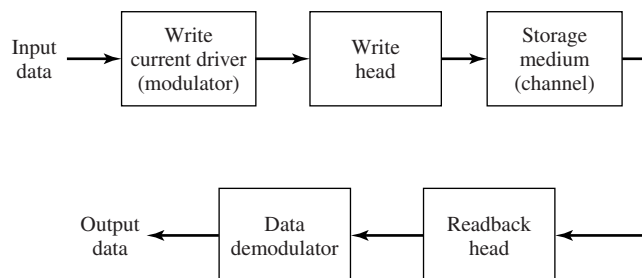 Input
data
Write
current driver
(modulator)
Write
head
Storage
medium
(channel)
Output
data
Data
demodulator
Readback
head